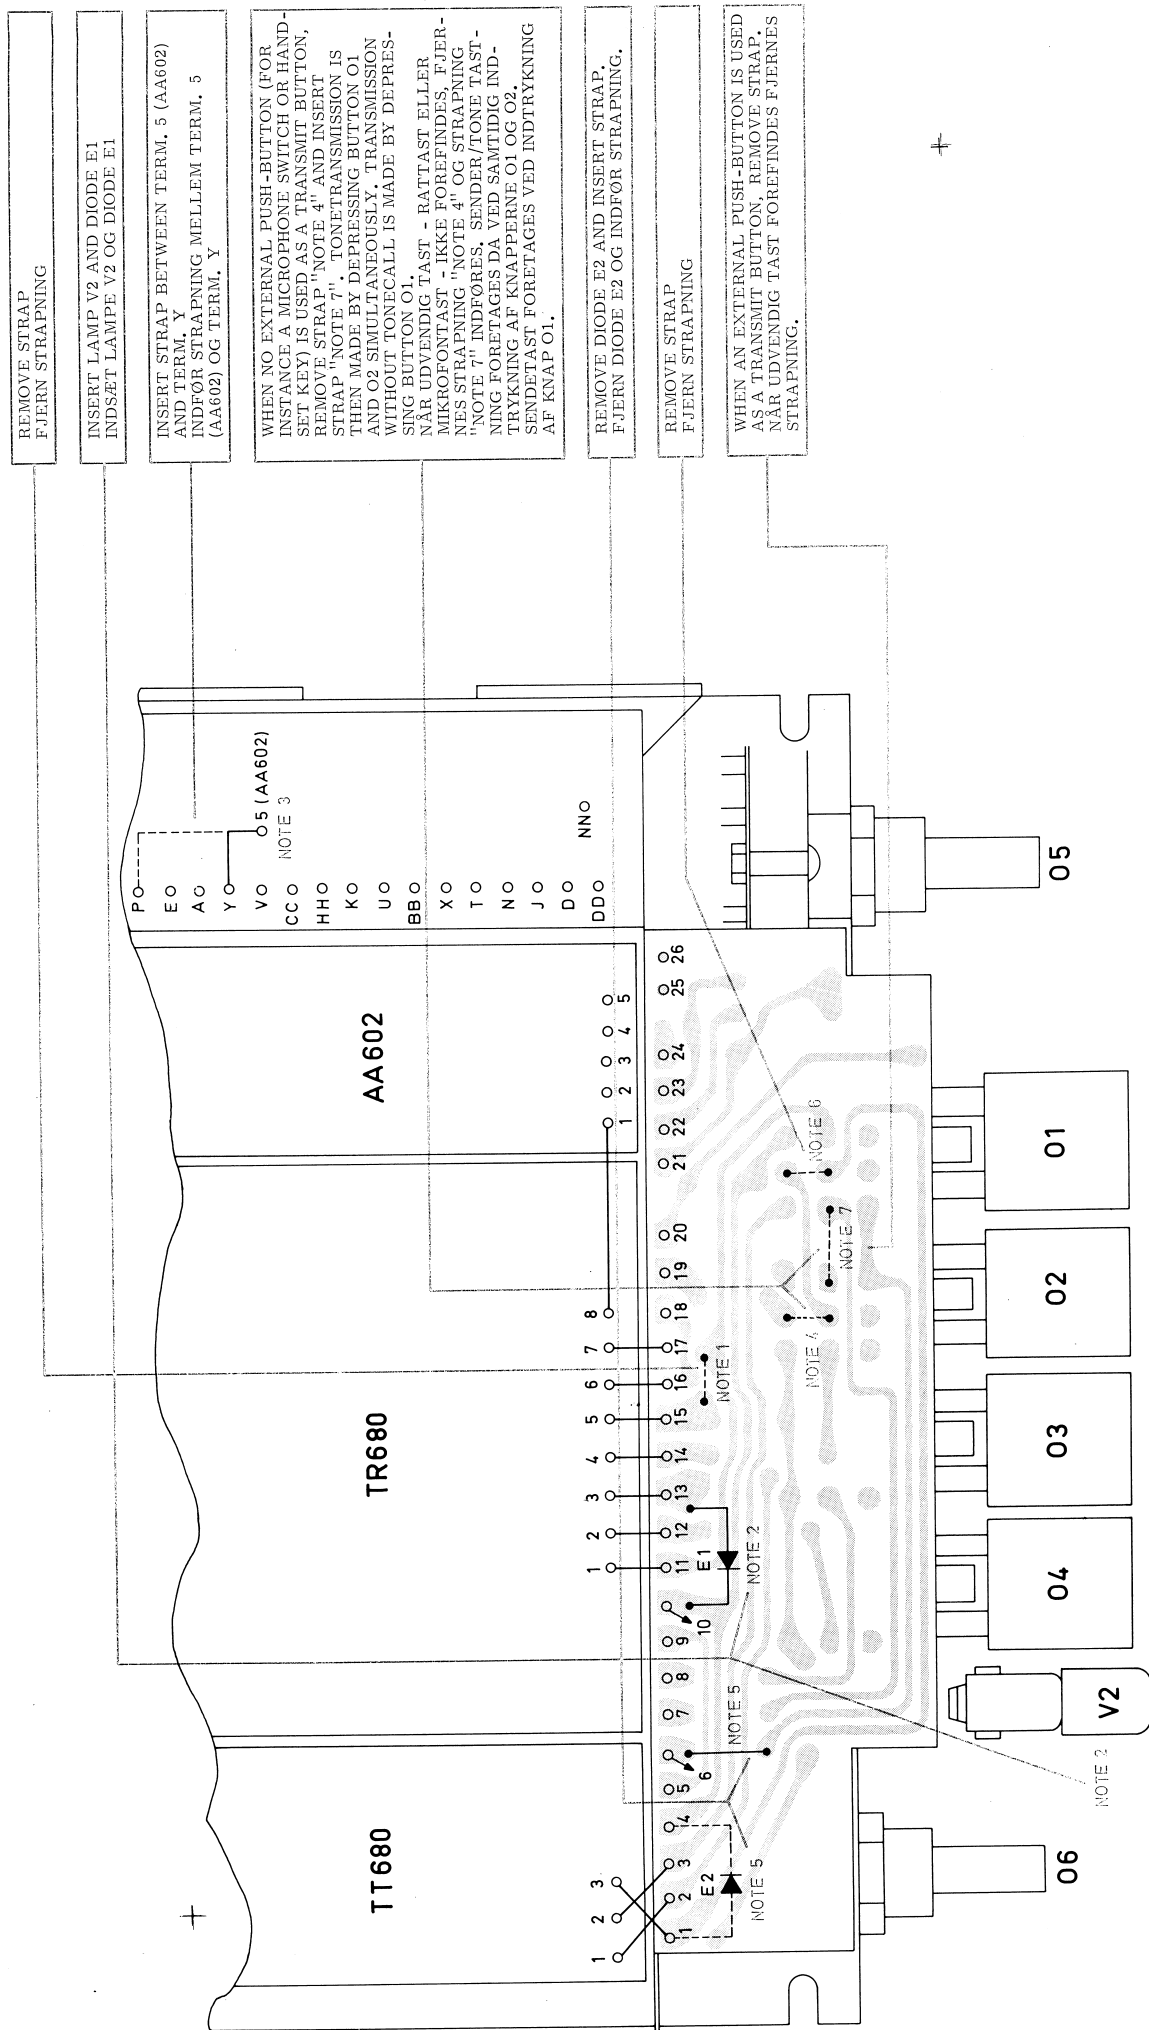 REMOVE STRAP
FJERN STRAPNING
INSERT LAMP V2 AND DIODE E1
INDSÆT LAMPE V2 OG DIODE E1
INSERT STRAP BETWEEN TERM. 5 (AA602)
AND TERM. Y
INDFØR STRAPNING MELLEM TERM. 5
(AA602) OG TERM. Y
WHEN NO EXTERNAL PUSH-BUTTON (FOR
INSTANCE A MICROPHONE SWITCH OR HAND-
SET KEY) IS USED AS A TRANSMIT BUTTON,
REMOVE STRAP "NOTE 4" AND INSERT
STRAP "NOTE 7". TONETRANSMISSION IS
THEN MADE BY DEPRESSING BUTTON O1
AND O2 SIMULTANEOUSLY. TRANSMISSION
WITHOUT TONECALL IS MADE BY DEPRES-
SING BUTTON O1.
NÅR UDVENDIG TAST - RATTAST ELLER
MIKROFONTAST - IKKE FOREFINDES, FJER-
NES STRAPNING "NOTE 4" OG STRAPNING
"NOTE 7" INDFØRES. SENDER/TONE TAST-
NING FORETAGES DA VED SAMTIDIG IND-
TRYKNING AF KNAPPERNE O1 OG O2.
SENDETAST FORETAGES VED INDTRYKNING
AF KNAP O1.
REMOVE DIODE E2 AND INSERT STRAP.
FJERN DIODE E2 OG INDFØR STRAPNING.
REMOVE STRAP
FJERN STRAPNING
WHEN AN EXTERNAL PUSH-BUTTON IS USED
AS A TRANSMIT BUTTON, REMOVE STRAP.
NÅR UDVENDIG TAST FOREFINDES FJERNES
STRAPNING.
P
E
A
Y
V
CC
HH
K
U
BB
X
T
N
J
D
DD
NN
5 (AA602)
NOTE 3
TT680
TR680
AA602
1 2 3
1 2 3 4 5 6 7 8
1 2 3 4 5
1 2 3 4 5 6 7 8 9 10 11 12 13 14 15 16 17 18 19 20 21 22 23 24 25 26
E2
NOTE 5
NOTE 5
E1
NOTE 2
NOTE 1
NOTE 4
NOTE 7
NOTE 6
NOTE 2
O6
V2
O4
O3
O2
O1
O5